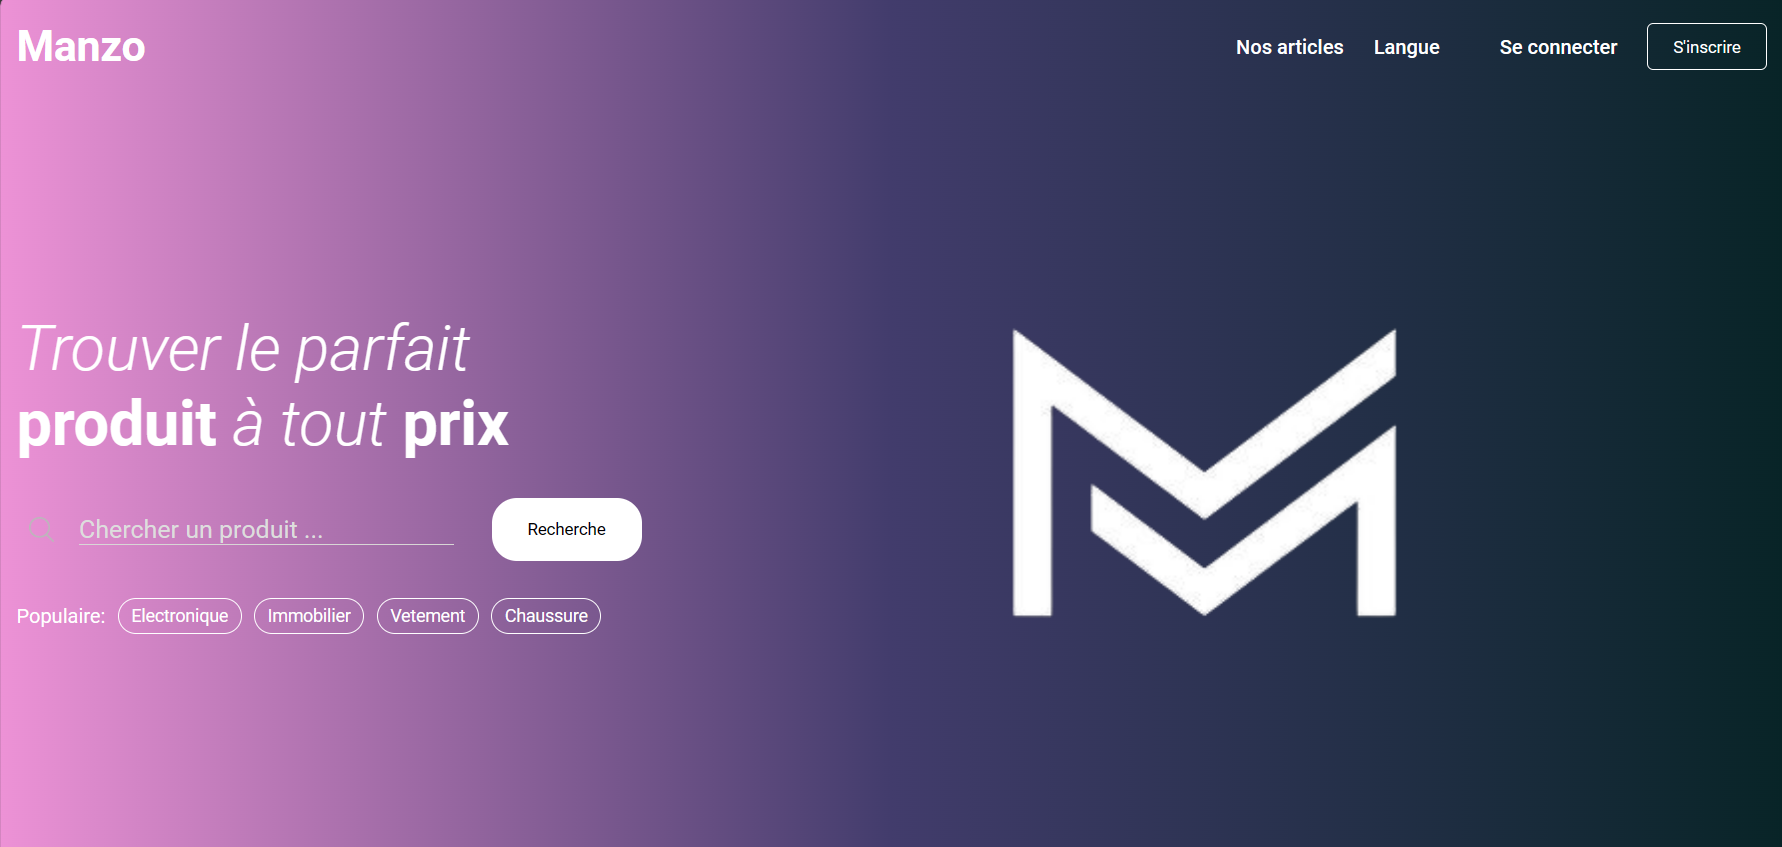 Manzo
Nos articles
Langue
Se connecter
S'inscrire
Trouver le parfait
produit à tout prix
Chercher un produit ...
Recherche
Populaire:
Electronique
Immobilier
Vetement
Chaussure